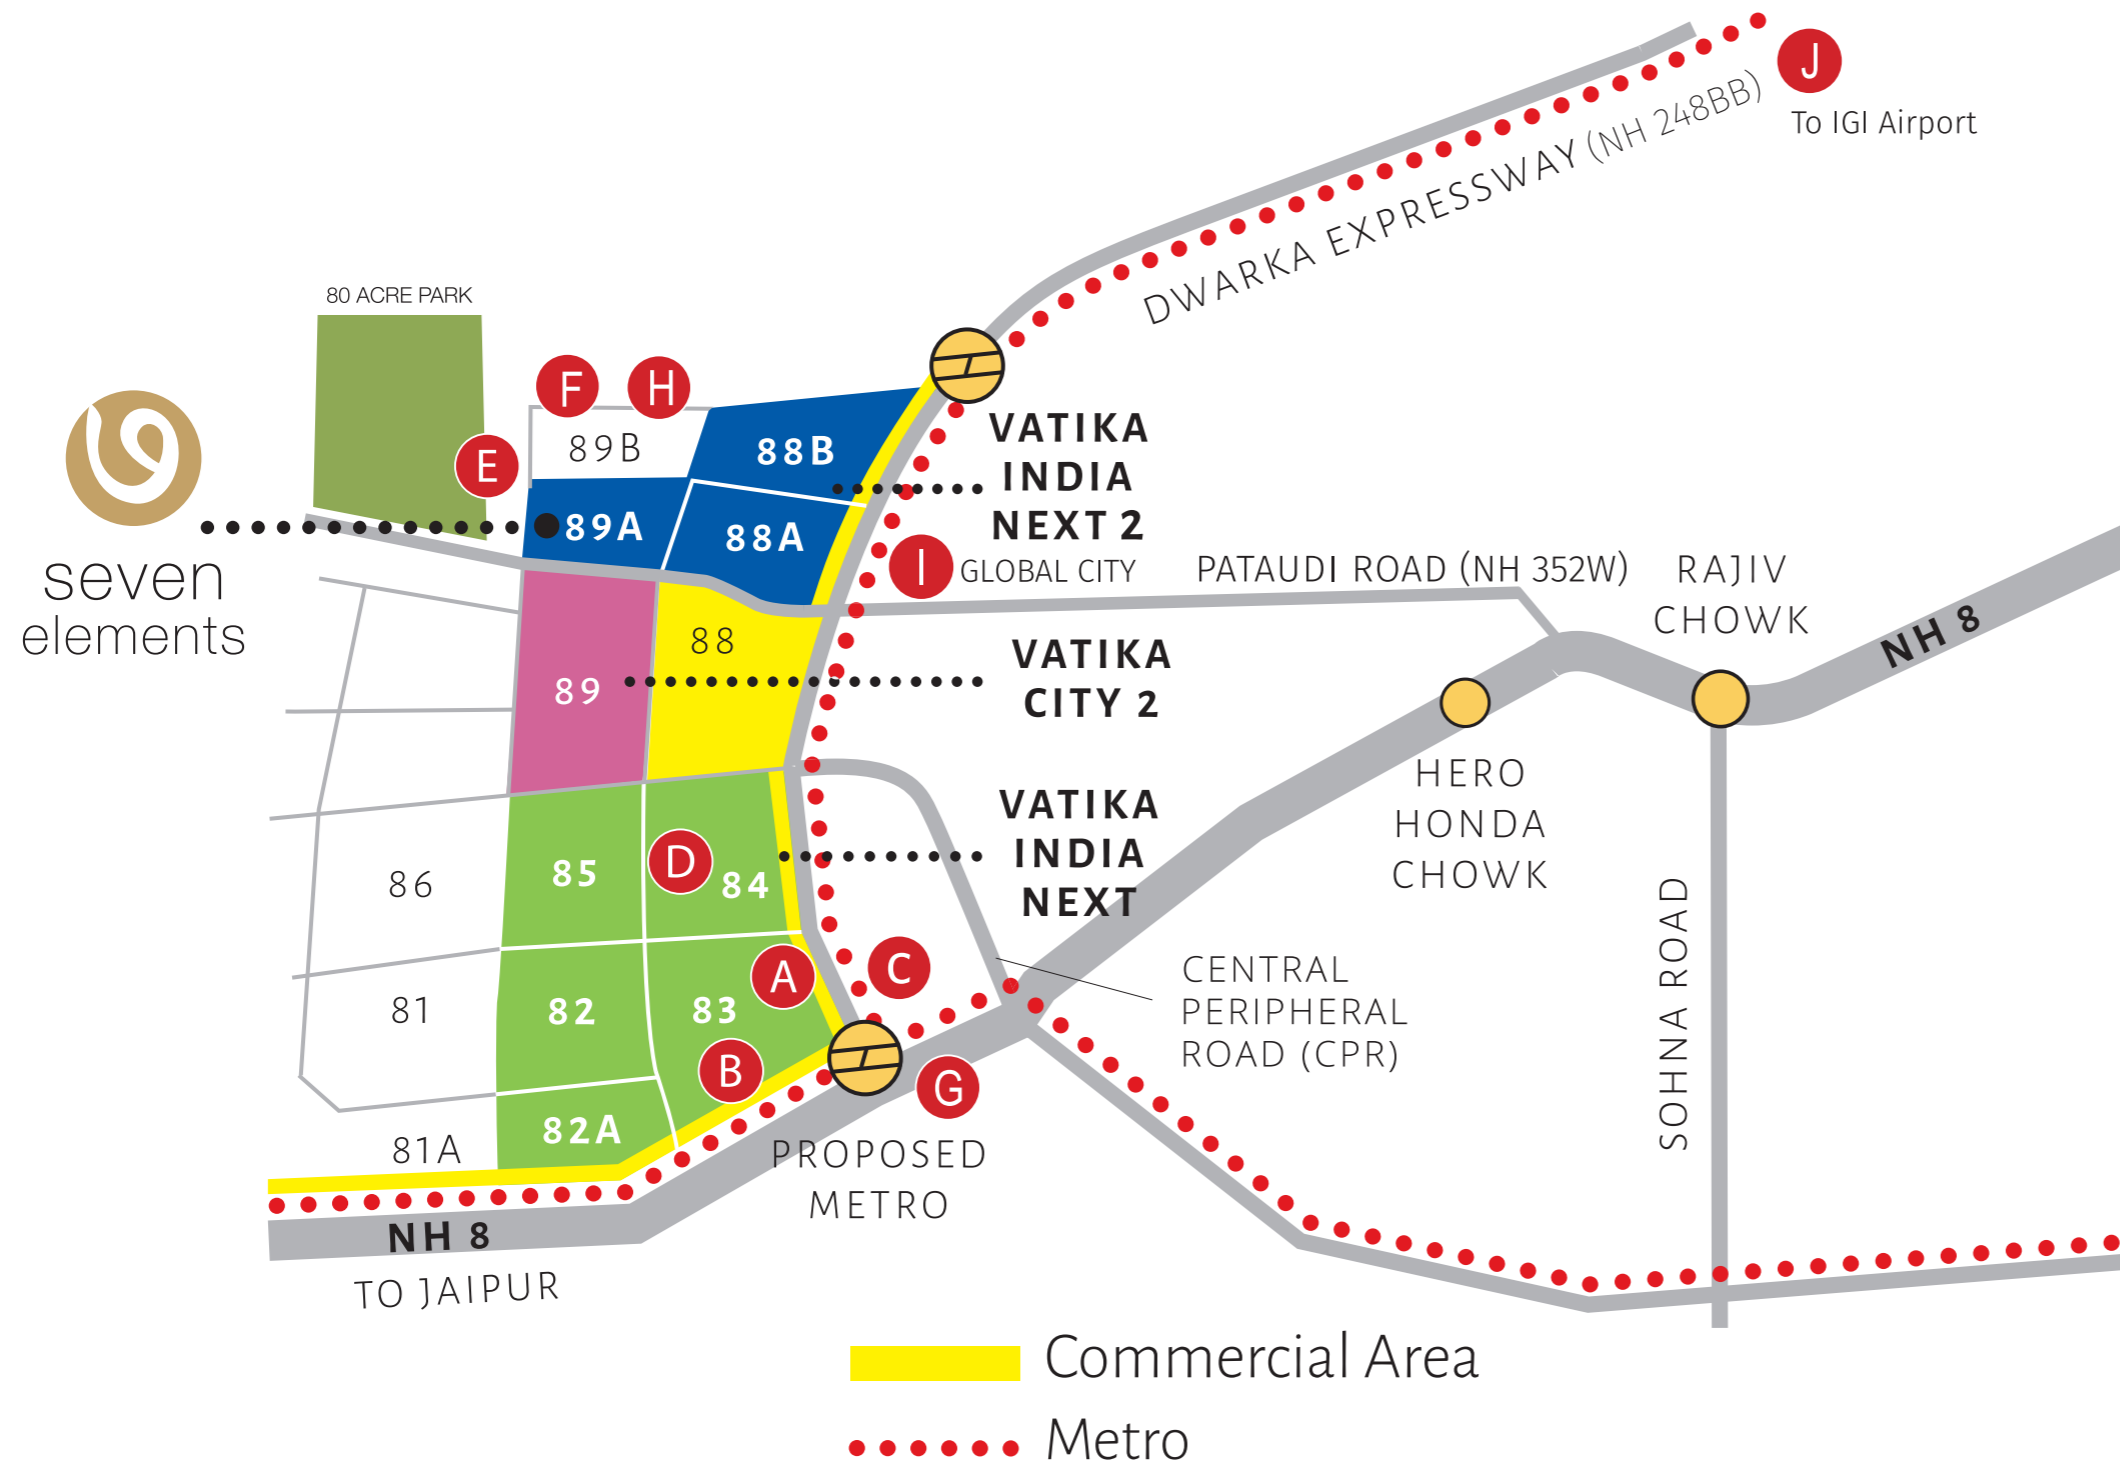 J
To IGI Airport
DWARKA EXPRESSWAY (NH 248BB)
80 ACRE PARK
F
H
E
89B
88B
89A
88A
seven
elements
VATIKA
INDIA
NEXT 2
I
GLOBAL CITY
PATAUDI ROAD (NH 352W)
RAJIV
CHOWK
NH 8
88
89
VATIKA
CITY 2
HERO
HONDA
CHOWK
VATIKA
INDIA
NEXT
86
85
D
84
A
C
81
82
83
B
G
CENTRAL
PERIPHERAL
ROAD (CPR)
SOHNA ROAD
81A
82A
PROPOSED
METRO
NH 8
TO JAIPUR
Commercial Area
Metro